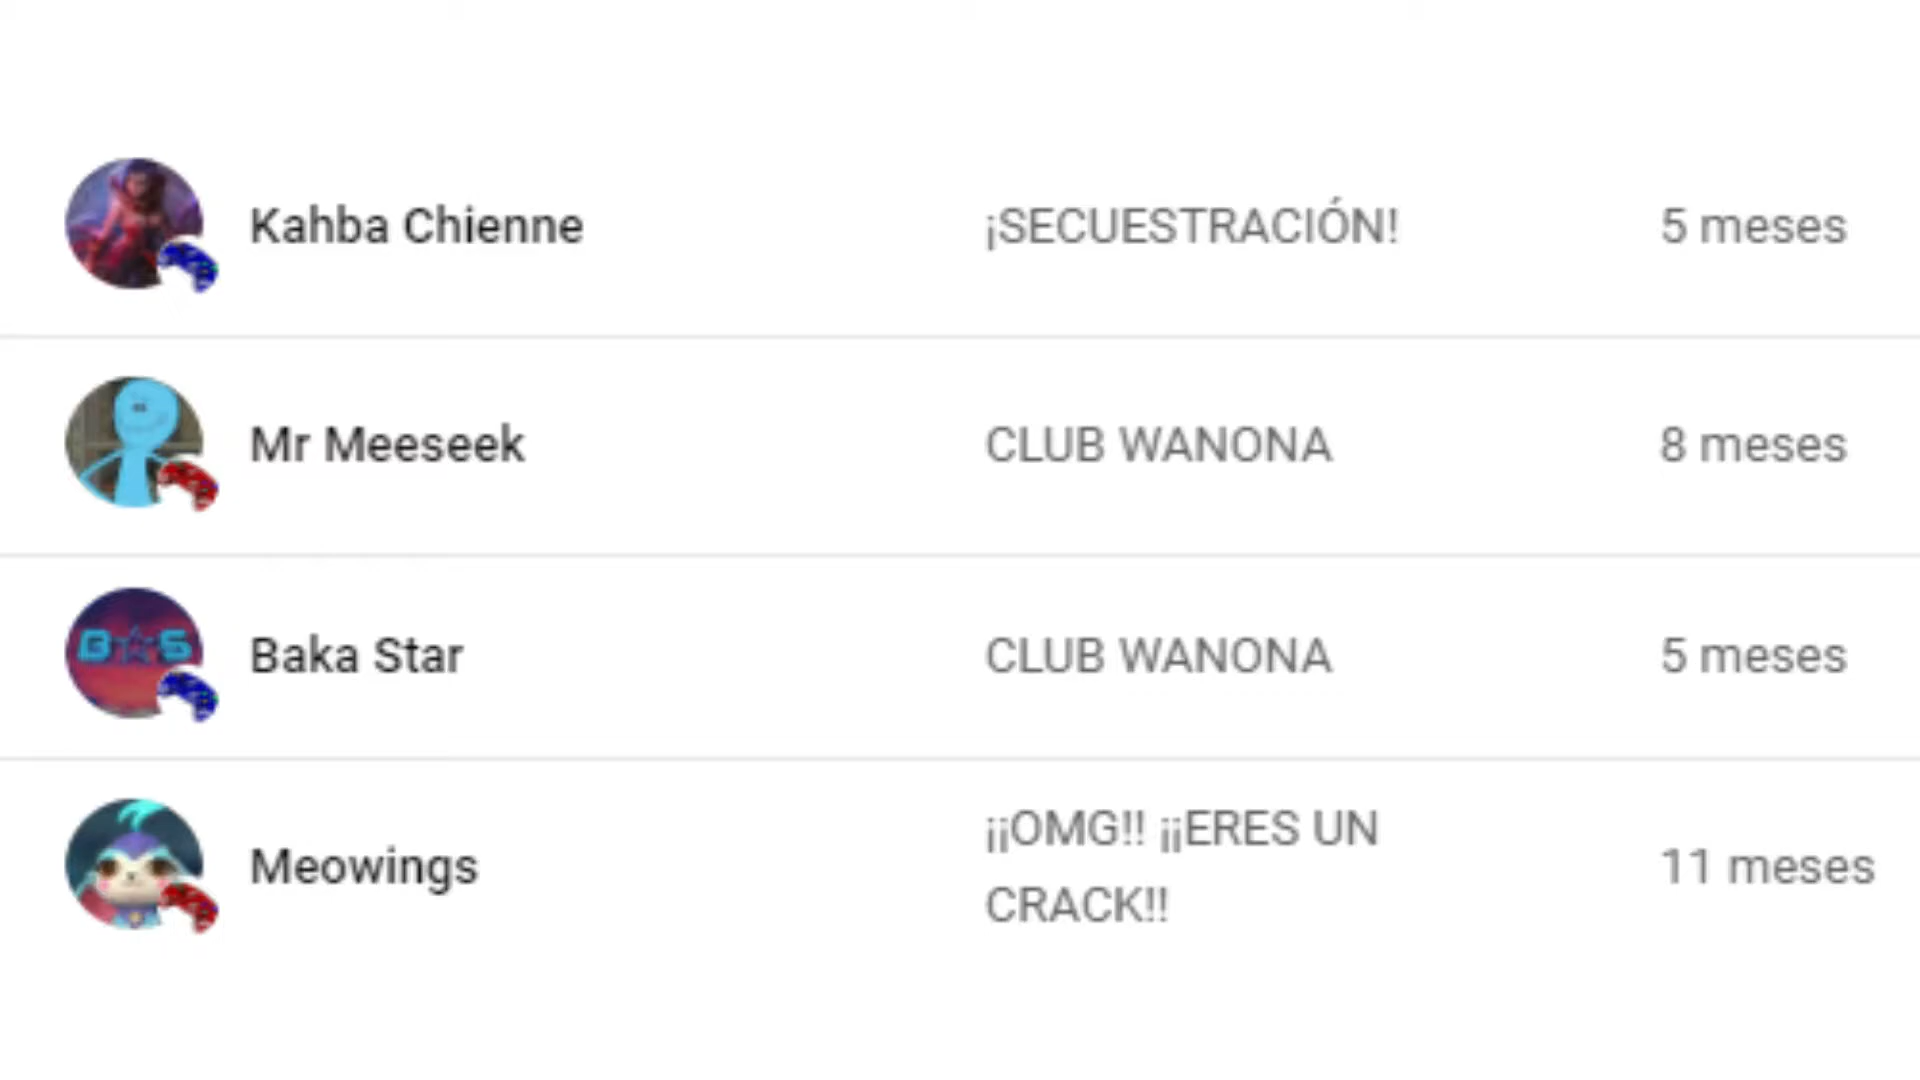 Kahba Chienne ¡SECUESTRACIÓN! 5 meses
Mr Meeseek CLUB WANONA 8 meses
B☆S
Baka Star CLUB WANONA 5 meses
Meowings ¡¡OMG!! ¡¡ERES UN
CRACK!! 11 meses